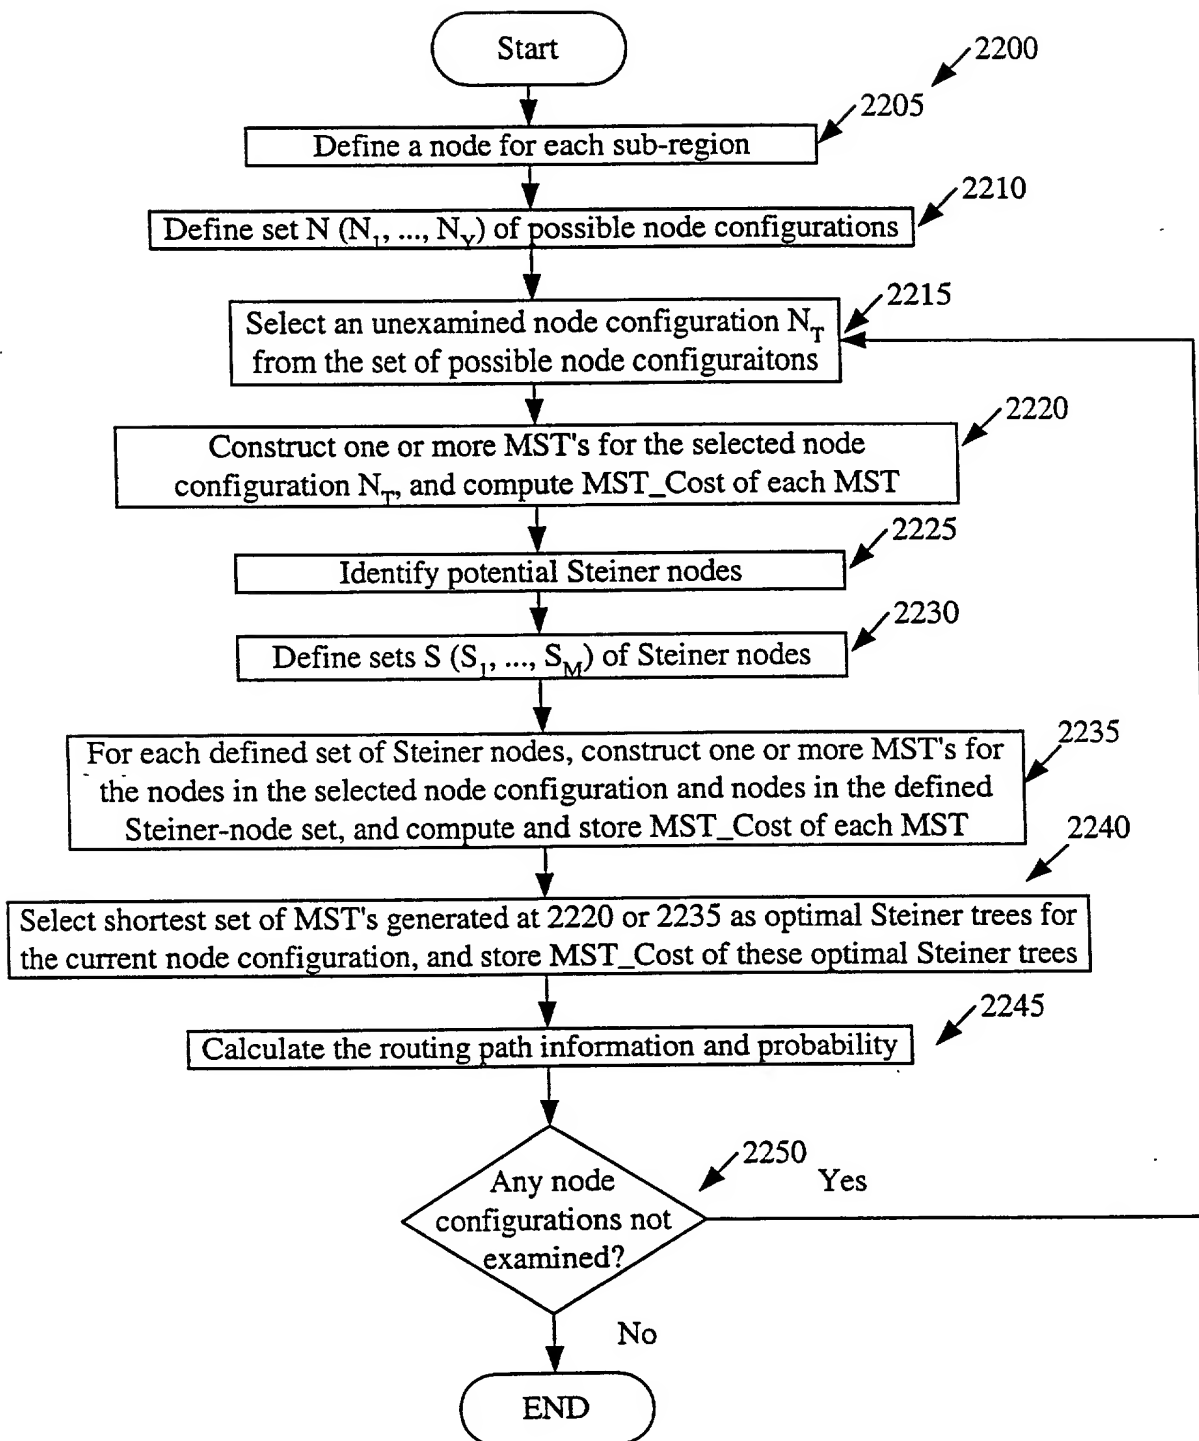 Start
2200
2205
Define a node for each sub-region
2210
Define set N (N₁, ..., N_Y) of possible node configurations
2215
Select an unexamined node configuration N_T
from the set of possible node configuraitons
2220
Construct one or more MST's for the selected node
configuration N_T, and compute MST_Cost of each MST
2225
Identify potential Steiner nodes
2230
Define sets S (S₁, ..., S_M) of Steiner nodes
2235
For each defined set of Steiner nodes, construct one or more MST's for
the nodes in the selected node configuration and nodes in the defined
Steiner-node set, and compute and store MST_Cost of each MST
2240
Select shortest set of MST's generated at 2220 or 2235 as optimal Steiner trees for
the current node configuration, and store MST_Cost of these optimal Steiner trees
2245
Calculate the routing path information and probability
2250
Any node
configurations not
examined?
Yes
No
END